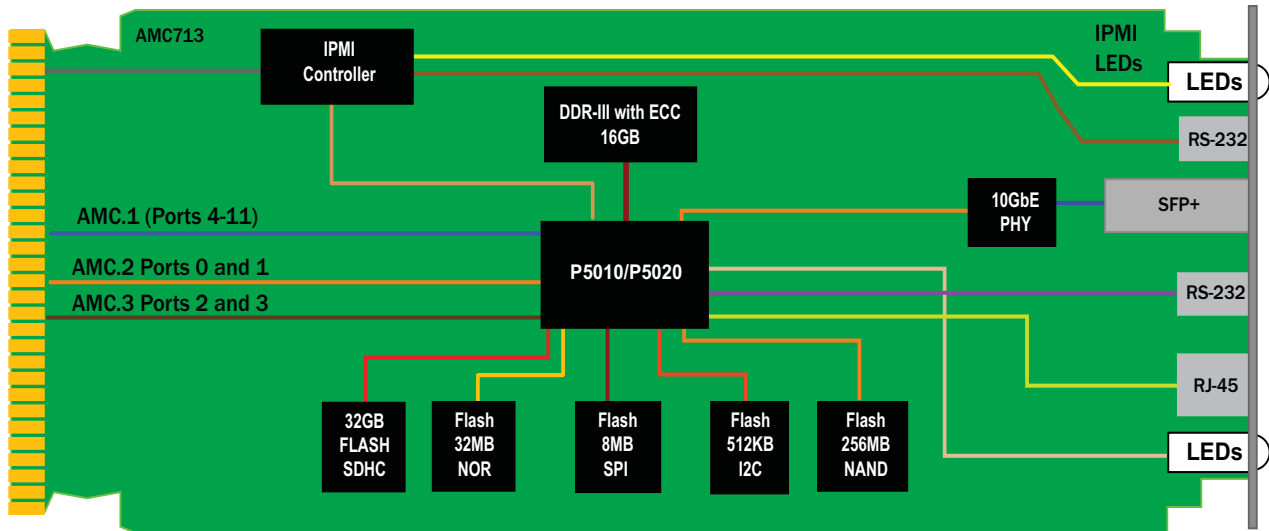 AMC713
IPMI
Controller
IPMI
LEDs
LEDs
DDR-III with ECC
16GB
RS-232
AMC.1 (Ports 4-11)
10GbE
PHY
SFP+
AMC.2 Ports 0 and 1
P5010/P5020
AMC.3 Ports 2 and 3
RS-232
RJ-45
32GB
FLASH
SDHC
Flash
32MB
NOR
Flash
8MB
SPI
Flash
512KB
I2C
Flash
256MB
NAND
LEDs